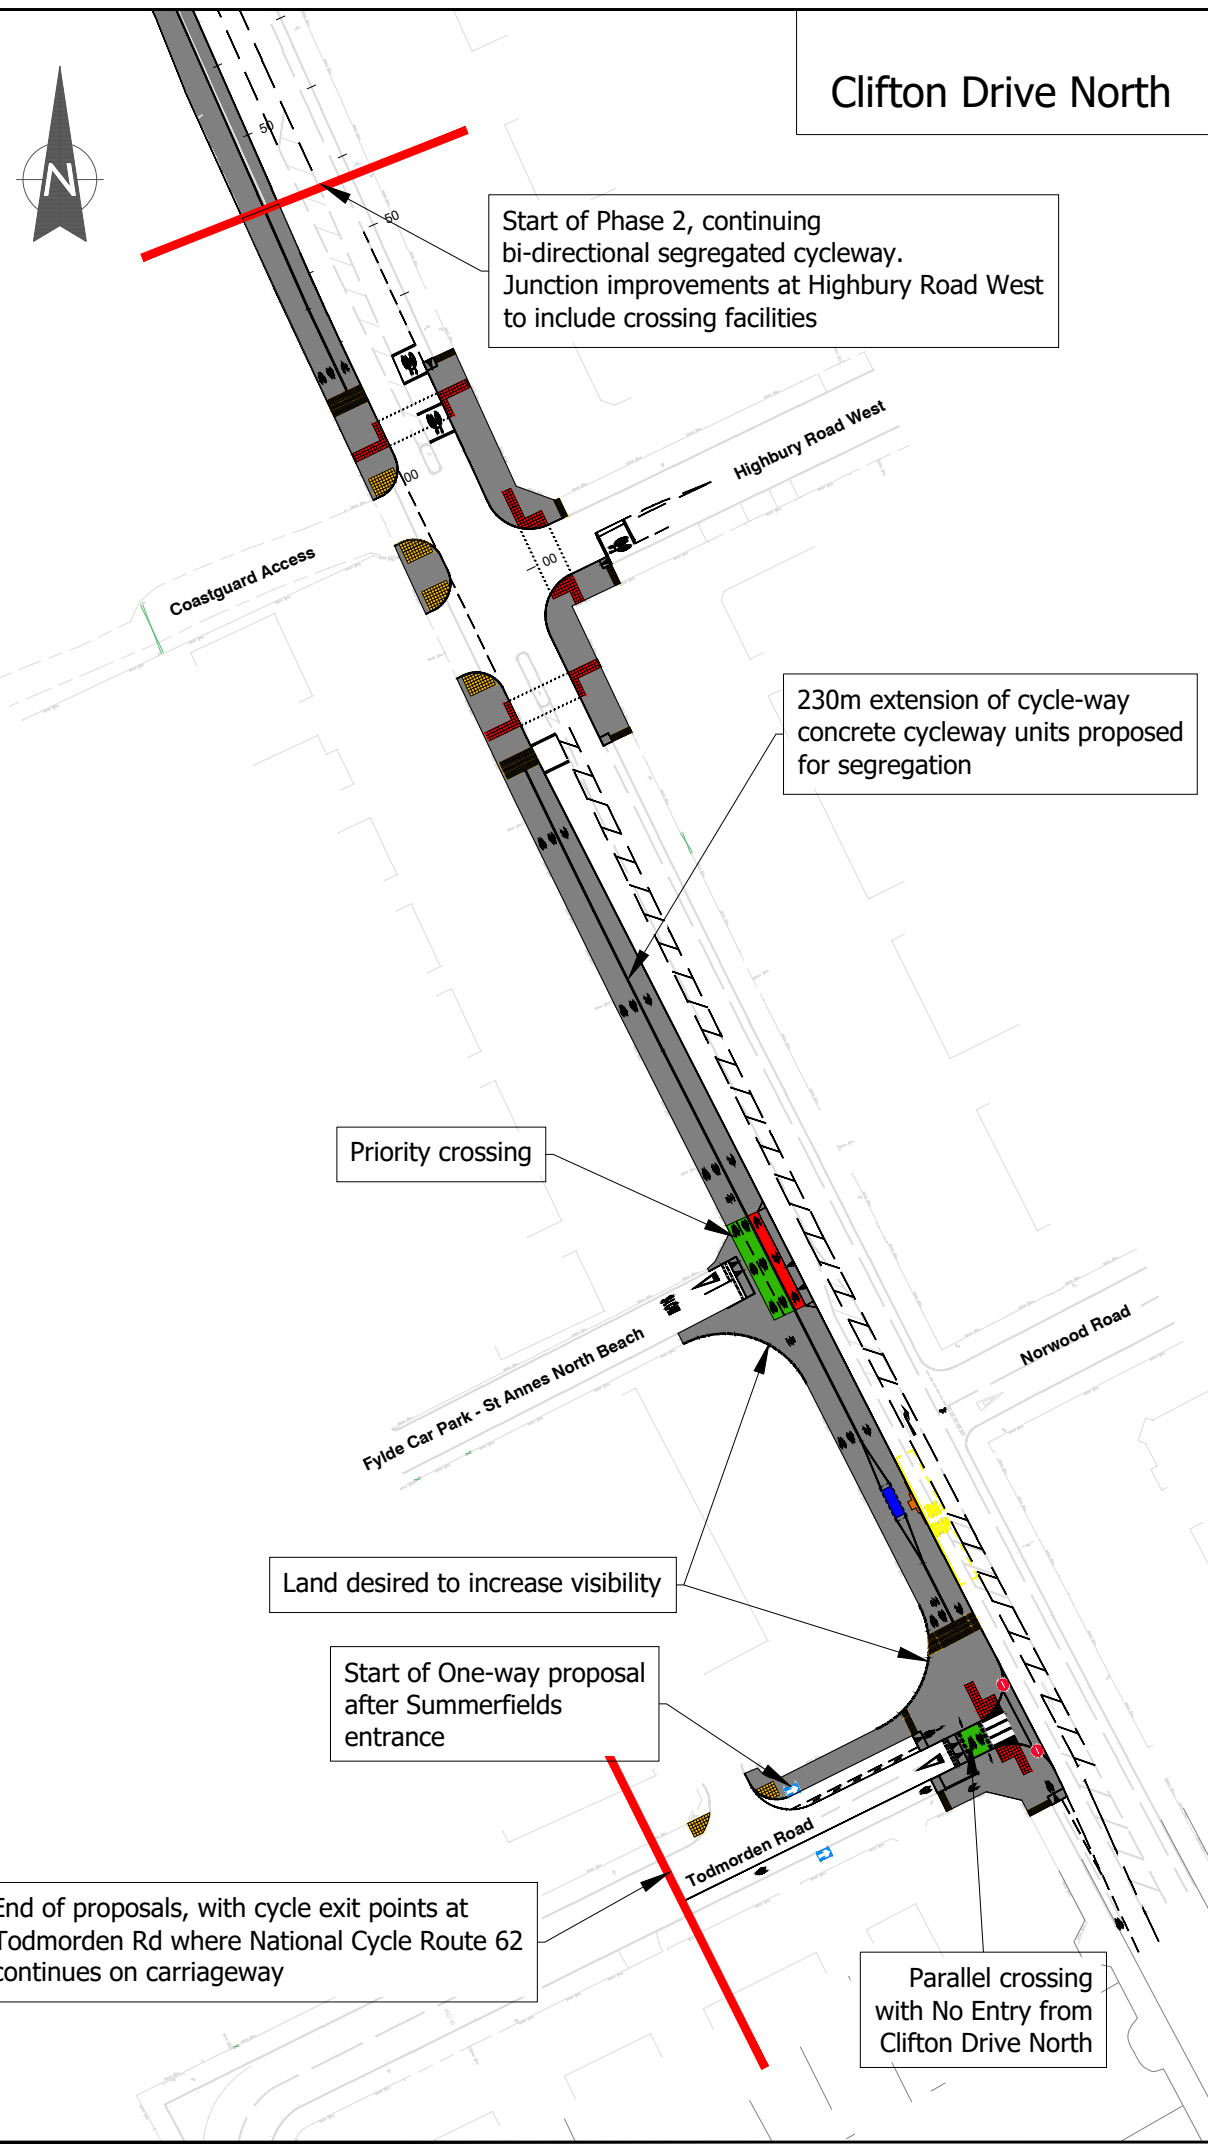 Clifton Drive North
N
50
50
Start of Phase 2, continuing
bi-directional segregated cycleway.
Junction improvements at Highbury Road West
to include crossing facilities
Highbury Road West
00
00
Coastguard Access
230m extension of cycle-way
concrete cycleway units proposed
for segregation
Priority crossing
Norwood Road
Fylde Car Park - St Annes North Beach
Land desired to increase visibility
Start of One-way proposal
after Summerfields
entrance
Todmorden Road
End of proposals, with cycle exit points at
Todmorden Rd where National Cycle Route 62
continues on carriageway
Parallel crossing
with No Entry from
Clifton Drive North